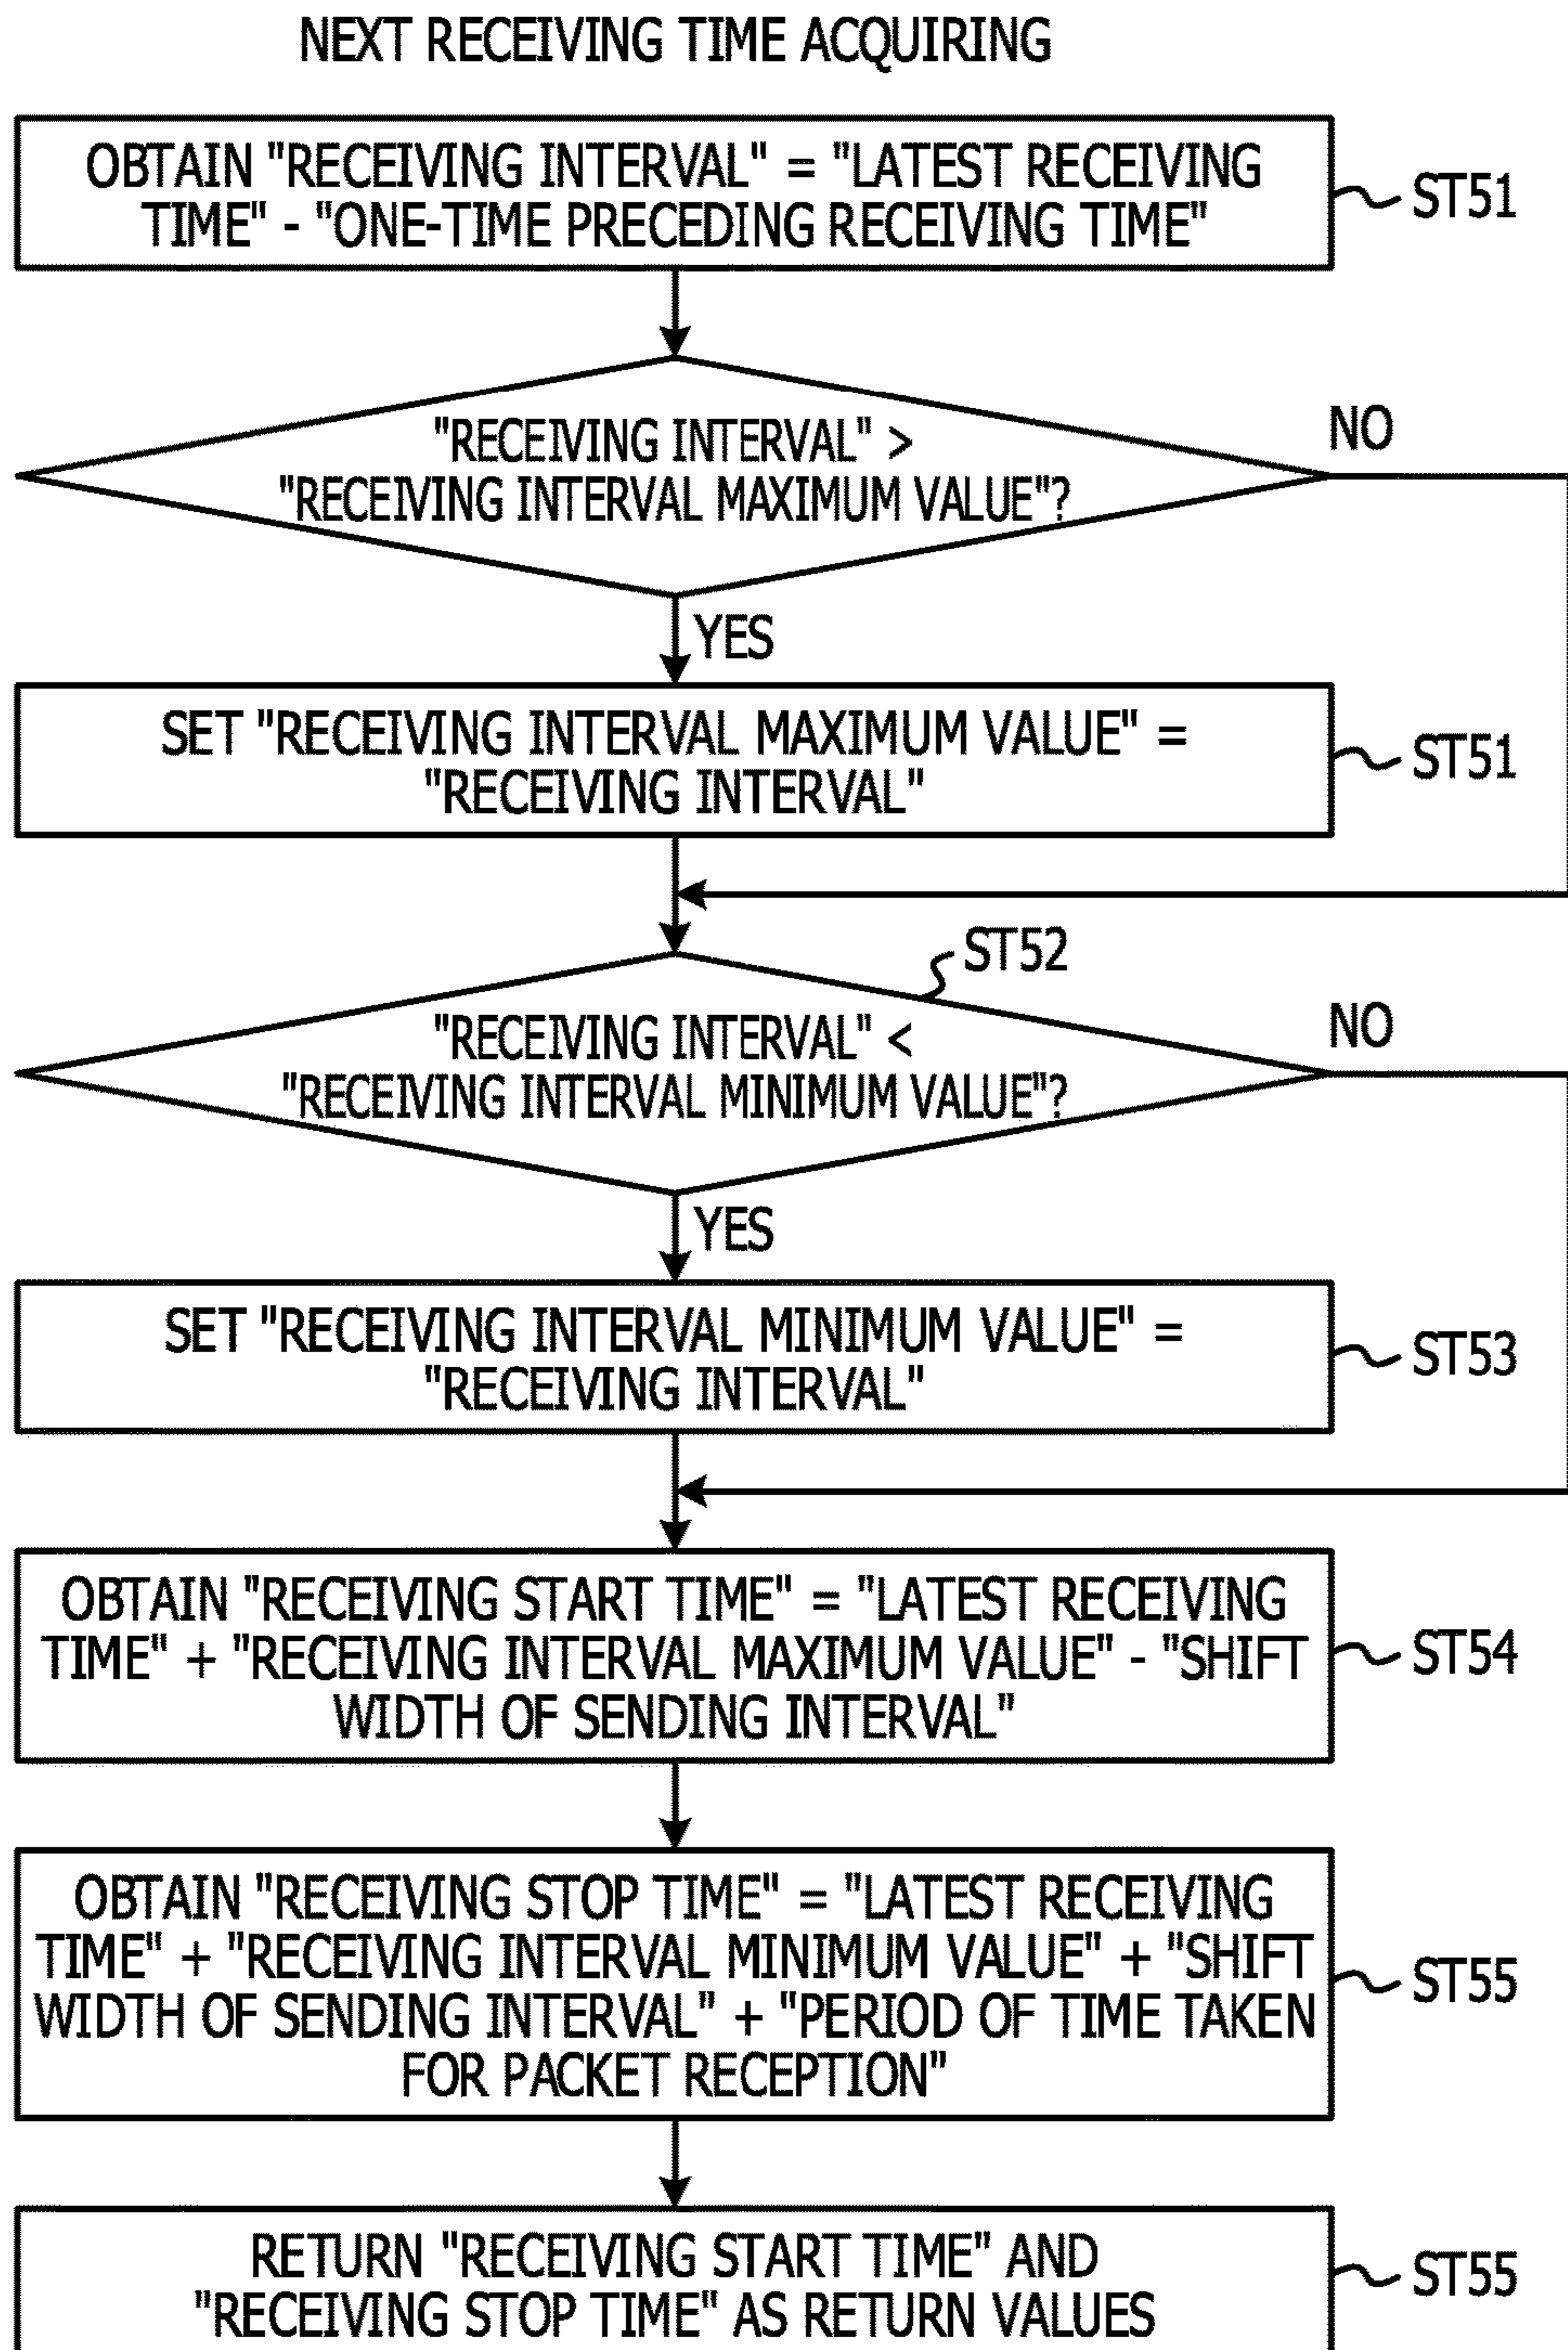 NEXT RECEIVING TIME ACQUIRING
OBTAIN "RECEIVING INTERVAL" = "LATEST RECEIVING
TIME" - "ONE-TIME PRECEDING RECEIVING TIME"
ST51
"RECEIVING INTERVAL" >
"RECEIVING INTERVAL MAXIMUM VALUE"?
NO
YES
SET "RECEIVING INTERVAL MAXIMUM VALUE" =
"RECEIVING INTERVAL"
ST51
ST52
"RECEIVING INTERVAL" <
"RECEIVING INTERVAL MINIMUM VALUE"?
NO
YES
SET "RECEIVING INTERVAL MINIMUM VALUE" =
"RECEIVING INTERVAL"
ST53
OBTAIN "RECEIVING START TIME" = "LATEST RECEIVING
TIME" + "RECEIVING INTERVAL MAXIMUM VALUE" - "SHIFT
WIDTH OF SENDING INTERVAL"
ST54
OBTAIN "RECEIVING STOP TIME" = "LATEST RECEIVING
TIME" + "RECEIVING INTERVAL MINIMUM VALUE" + "SHIFT
WIDTH OF SENDING INTERVAL" + "PERIOD OF TIME TAKEN
FOR PACKET RECEPTION"
ST55
RETURN "RECEIVING START TIME" AND
"RECEIVING STOP TIME" AS RETURN VALUES
ST55